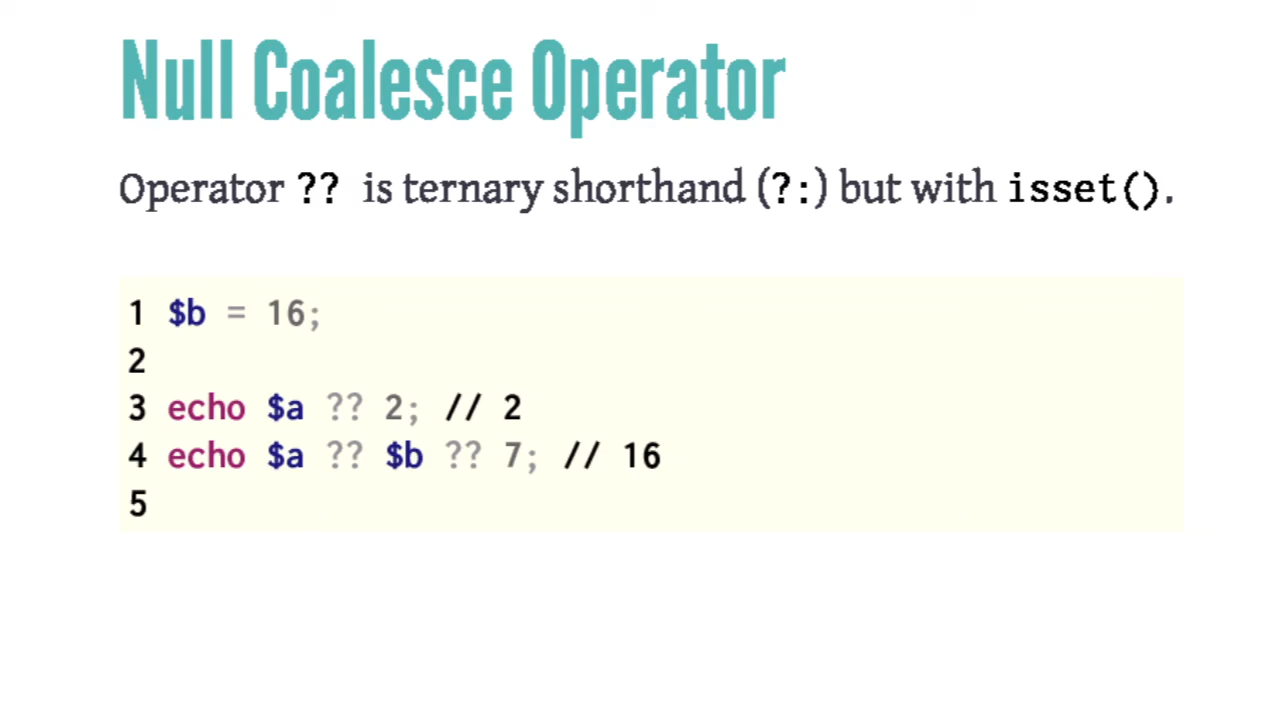 Null Coalesce Operator
Operator ?? is ternary shorthand (?:) but with isset().
1 $b = 16;
2
3 echo $a ?? 2; // 2
4 echo $a ?? $b ?? 7; // 16
5